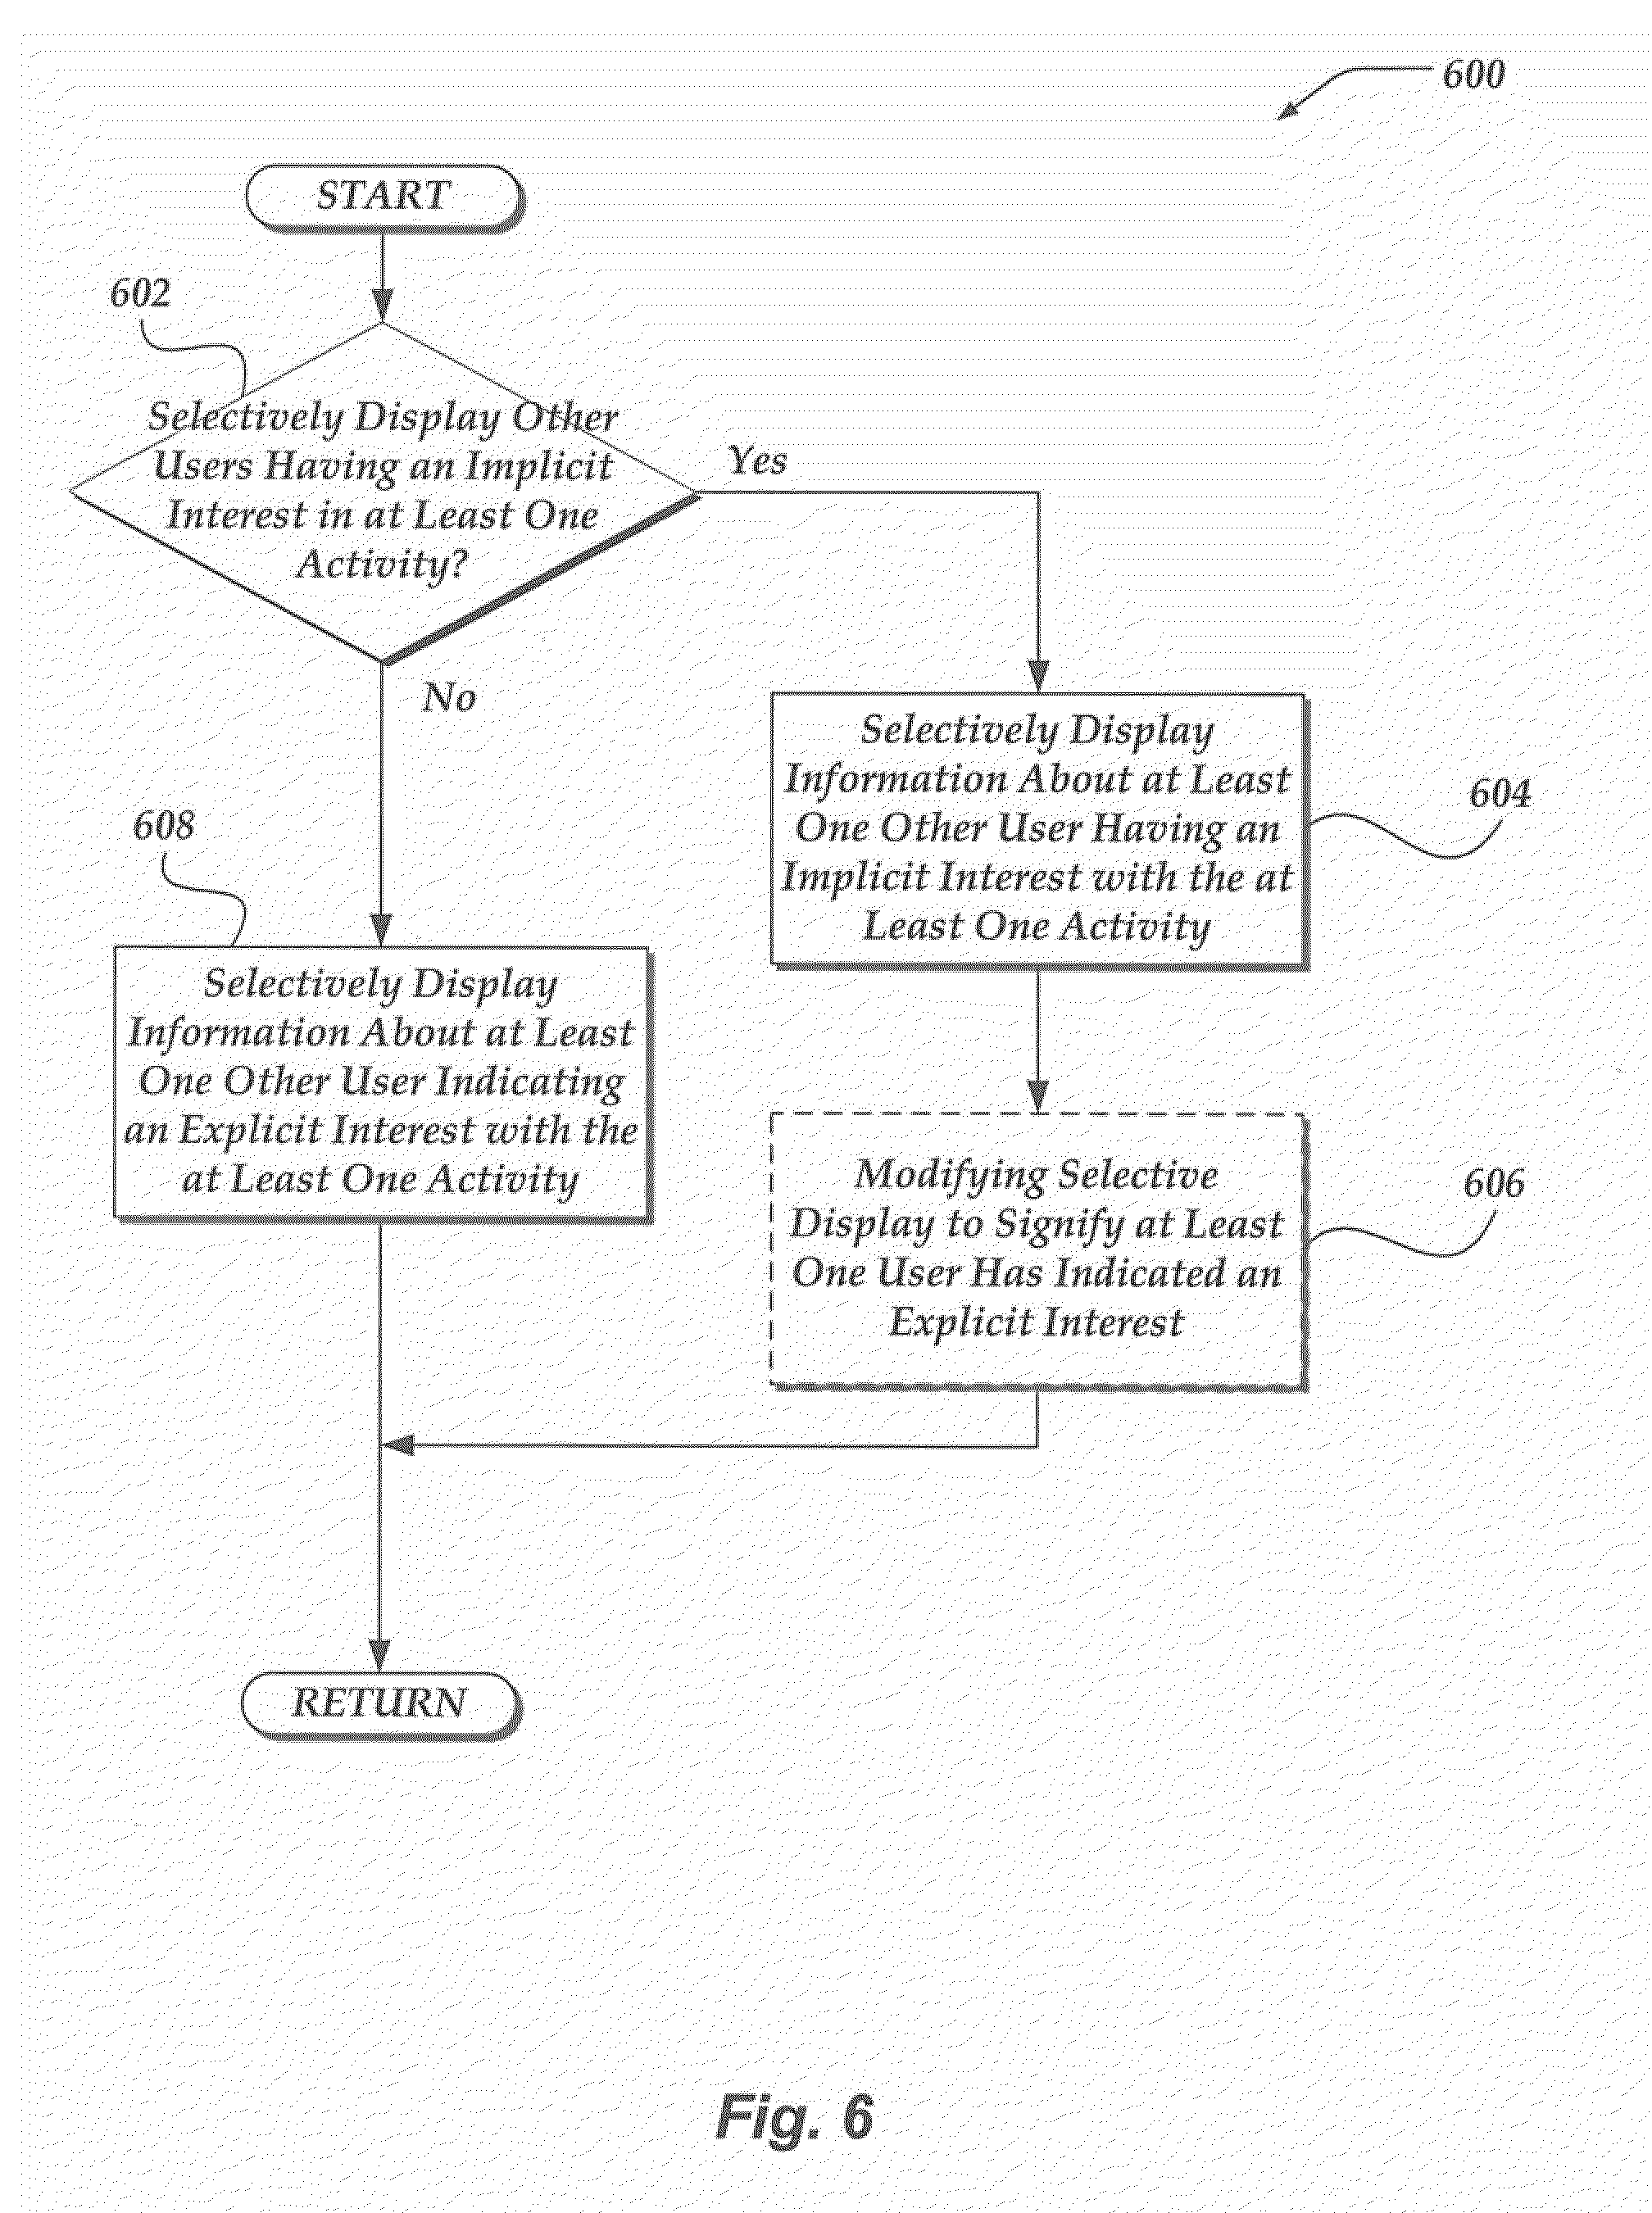 600
START
602
Selectively Display Other
Users Having an Implicit
Interest in at Least One
Activity?
Yes
No
Selectively Display
Information About at Least
One Other User Having an
Implicit Interest with the at
Least One Activity
604
608
Selectively Display
Information About at Least
One Other User Indicating
an Explicit Interest with the
at Least One Activity
Modifying Selective
Display to Signify at Least
One User Has Indicated an
Explicit Interest
606
RETURN
Fig. 6